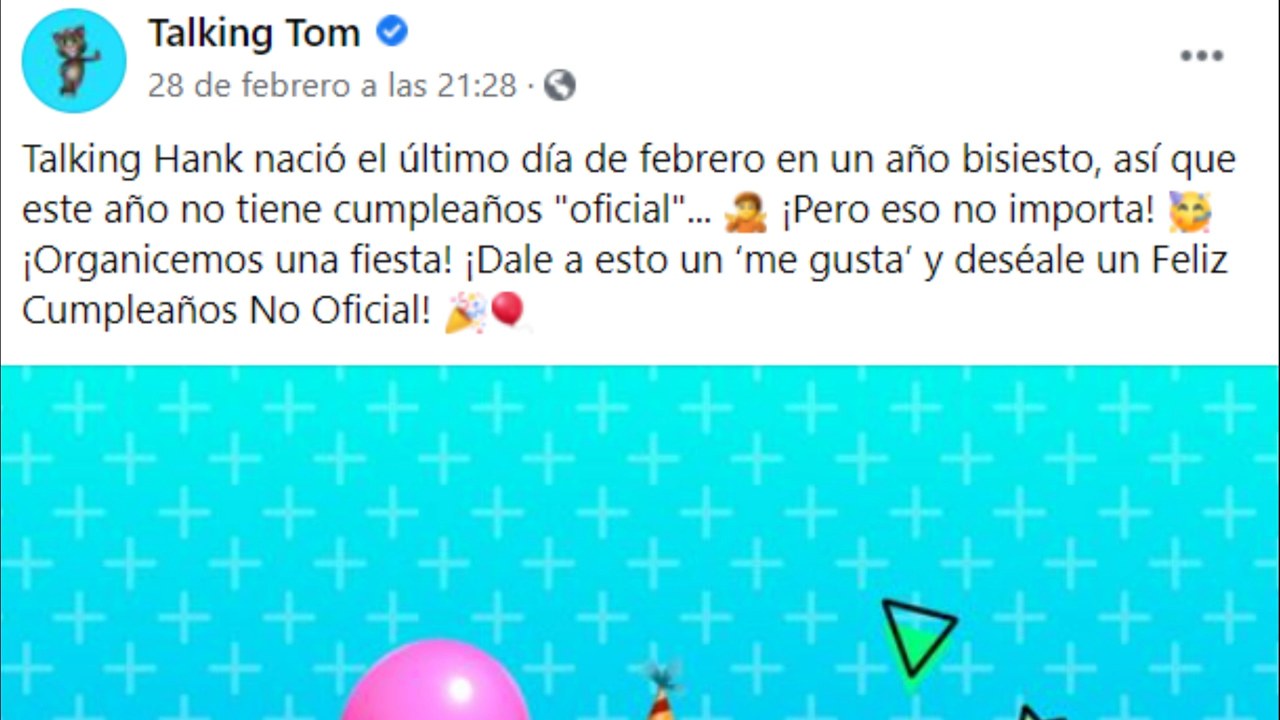 Talking Tom
28 de febrero a las 21:28 ·
Talking Hank nació el último día de febrero en un año bisiesto, así que
este año no tiene cumpleaños "oficial"... 🤷 ¡Pero eso no importa! 🥳
¡Organicemos una fiesta! ¡Dale a esto un ‘me gusta’ y deséale un Feliz
Cumpleaños No Oficial! 🎉🎈